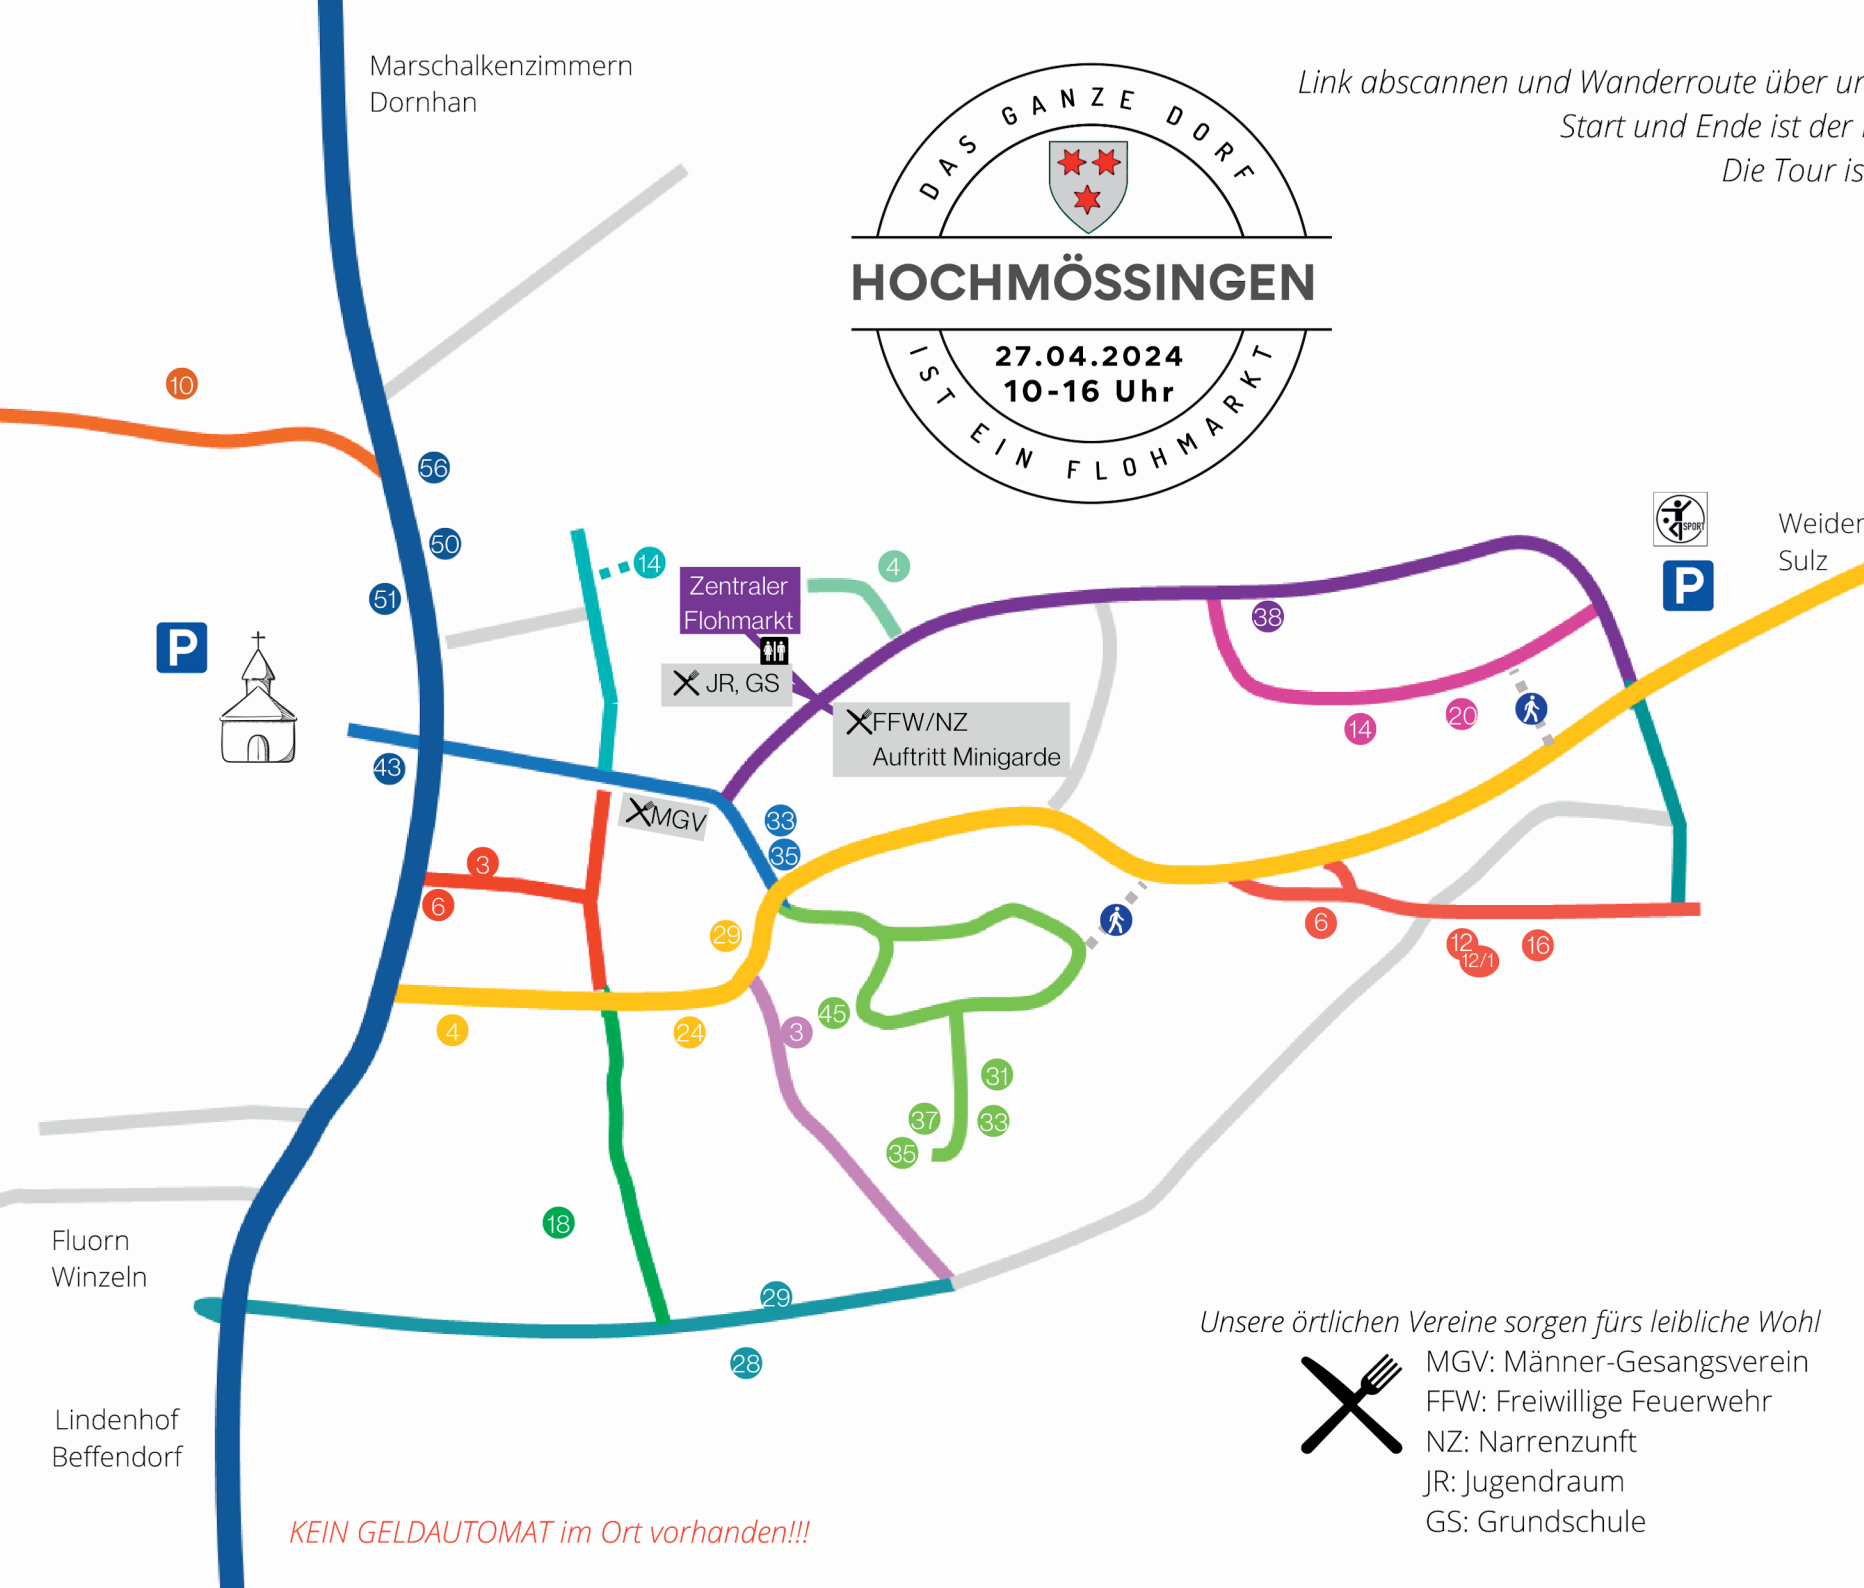 Marschalkenzimmern
Dornhan
DAS GANZE DORF
HOCHMÖSSINGEN
27.04.2024
10-16 Uhr
IST EIN FLOHMARKT
Link abscannen und Wanderroute über
Start und Ende ist der
Die Tour
10
56
50
51
14
Zentraler
Flohmarkt
4
JR, GS
FFW/NZ
Auftritt Minigarde
38
SPORT
P
Sulz
P
14
20
43
MGV
33
35
3
6
29
6
12
12/1
16
4
24
3
45
31
37
33
35
18
Fluorn
Winzeln
29
28
Lindenhof
Beffendorf
KEIN GELDAUTOMAT im Ort vorhanden!!!
Unsere örtlichen Vereine sorgen fürs leibliche Wohl
MGV: Männer-Gesangsverein
FFW: Freiwillige Feuerwehr
NZ: Narrenzunft
JR: Jugendraum
GS: Grundschule